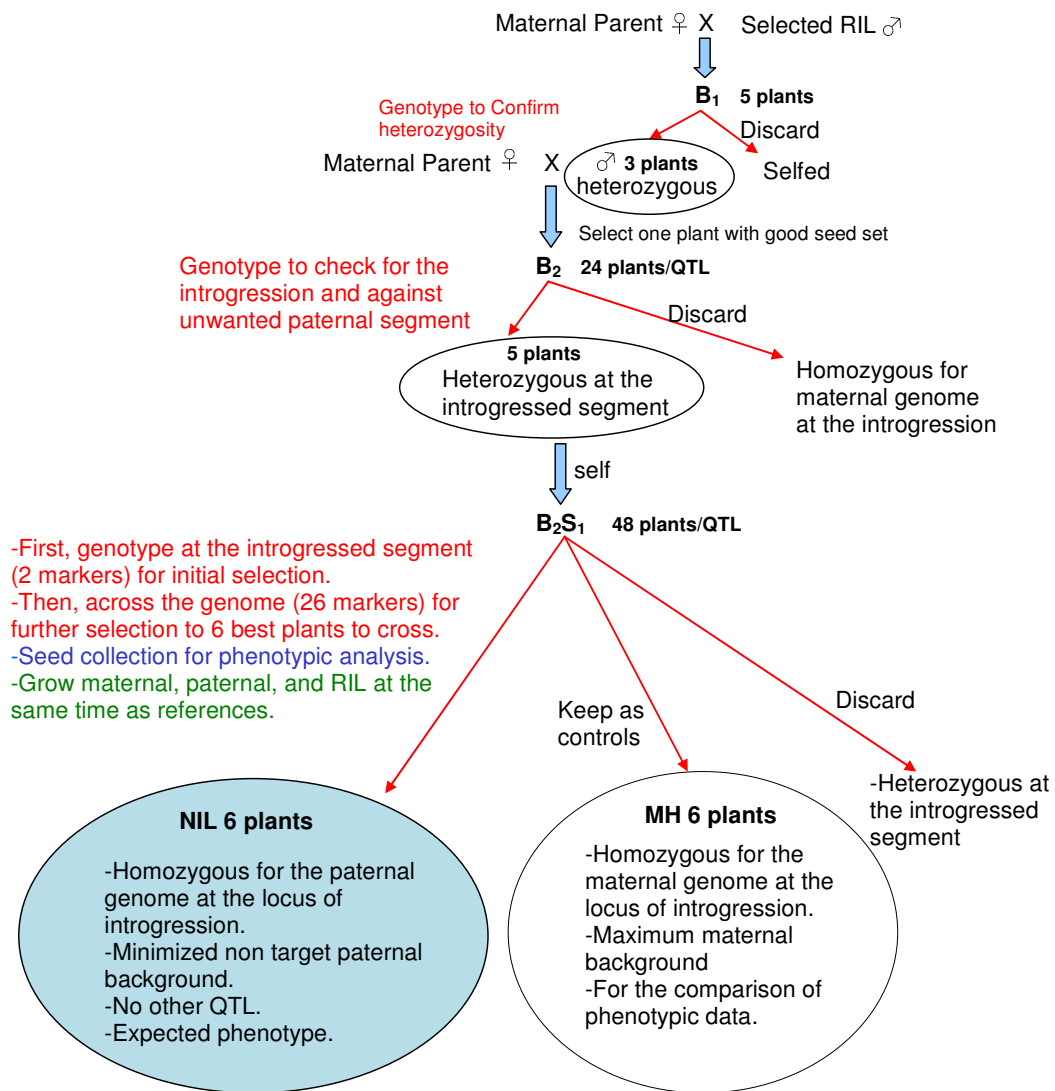 Maternal Parent ♀ X Selected RIL ♂
B1 5 plants
Genotype to Confirm
heterozygosity
Discard
Selfed
Maternal Parent ♀ X
♂ 3 plants
heterozygous
Select one plant with good seed set
B2 24 plants/QTL
Genotype to check for the
introgression and against
unwanted paternal segment
Discard
5 plants
Heterozygous at the
introgressed segment
Homozygous for
maternal genome
at the introgression
self
B2S1 48 plants/QTL
-First, genotype at the introgressed segment
(2 markers) for initial selection.
-Then, across the genome (26 markers) for
further selection to 6 best plants to cross.
-Seed collection for phenotypic analysis.
-Grow maternal, paternal, and RIL at the
same time as references.
Keep as
controls
Discard
NIL 6 plants
-Homozygous for the paternal
genome at the locus of
introgression.
-Minimized non target paternal
background.
-No other QTL.
-Expected phenotype.
MH 6 plants
-Homozygous for the
maternal genome at the
locus of introgression.
-Maximum maternal
background
-For the comparison of
phenotypic data.
-Heterozygous at
the introgressed
segment